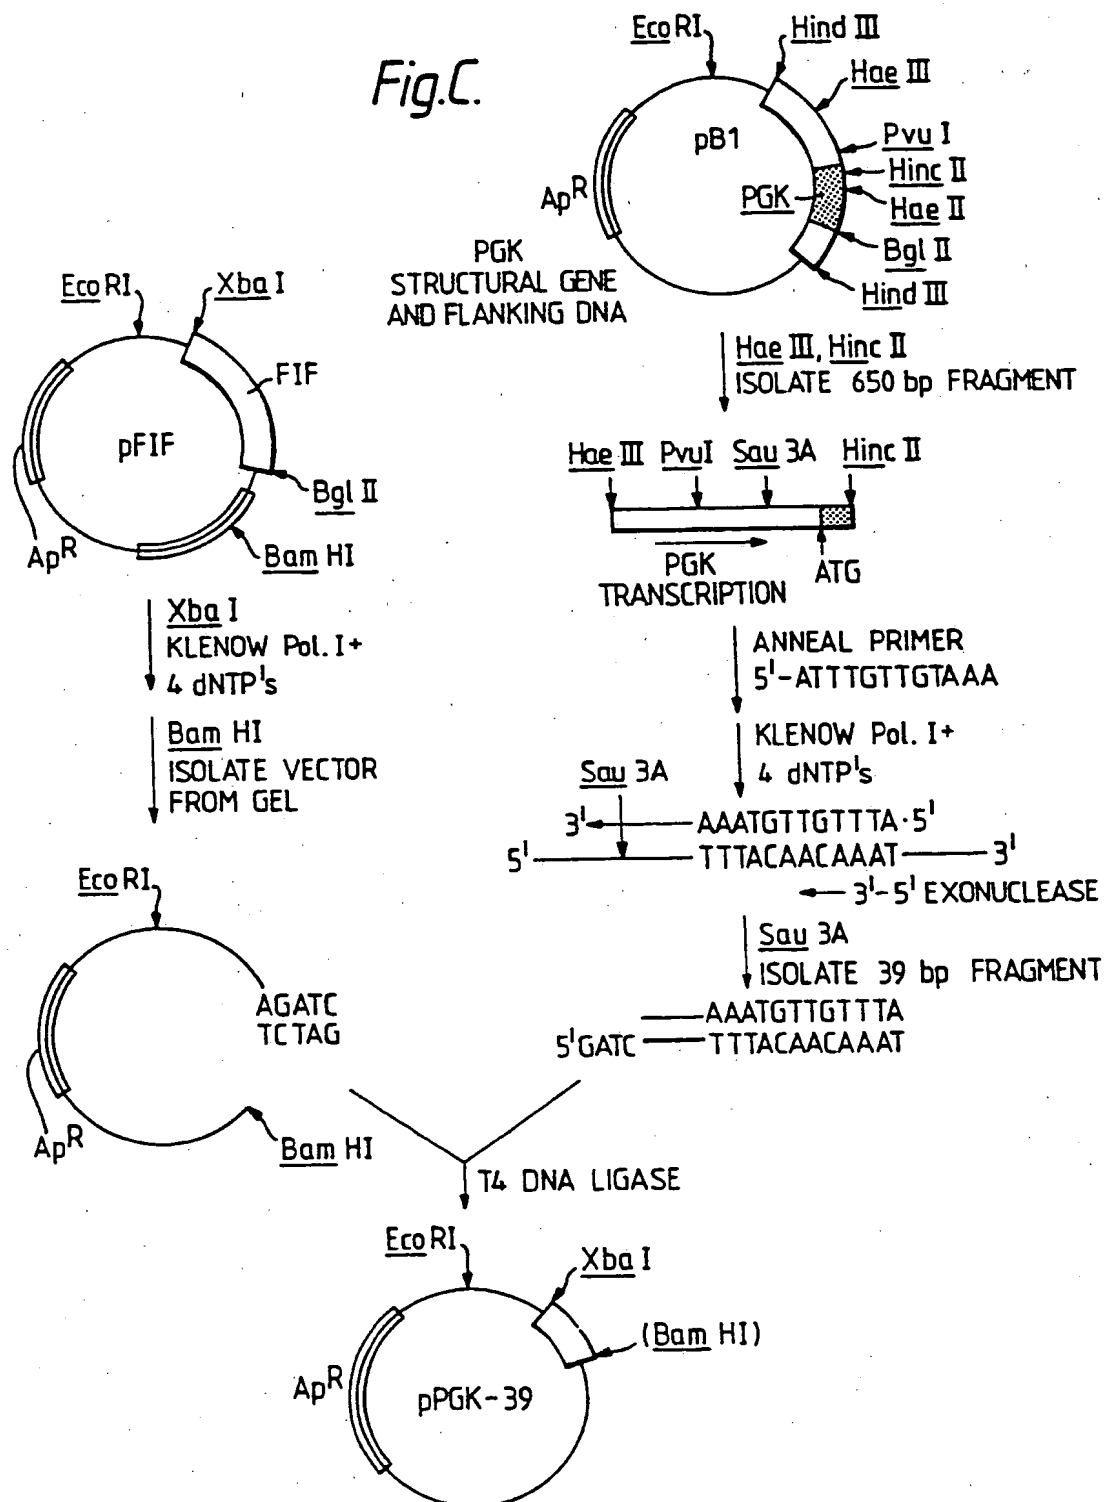 Fig.C.
EcoRI
Hind III
Hae III
Pvu I
Hinc II
Hae II
Bgl II
Hind III
pB1
PGK
ApR
PGK
STRUCTURAL GENE
AND FLANKING DNA
Hae III, Hinc II
ISOLATE 650 bp FRAGMENT
Hae III PvuI Sau 3A Hinc II
PGK
TRANSCRIPTION
ATG
ANNEAL PRIMER
5'-ATTTGTTGTAAA
KLENOW Pol. I+
4 dNTP's
Sau 3A
3' AAATGTTGTTTA·5'
5' TTTACAACAAAT 3'
3'-5' EXONUCLEASE
Sau 3A
ISOLATE 39 bp FRAGMENT
AAATGTTGTTTA
5'GATC TTTACAACAAAT
EcoRI
Xba I
FIF
pFIF
Bgl II
Bam HI
ApR
Xba I
KLENOW Pol. I+
4 dNTP's
Bam HI
ISOLATE VECTOR
FROM GEL
EcoRI
AGATC
TCTAG
ApR
Bam HI
T4 DNA LIGASE
EcoRI
Xba I
(Bam HI)
ApR
pPGK-39